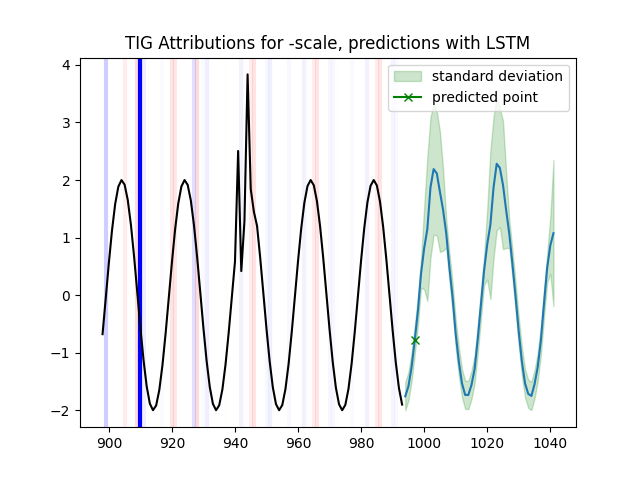 TIG Attributions for -scale, predictions with LSTM
4
3
2
1
0
−1
−2
standard deviation
predicted point
900 920 940 960 980 1000 1020 1040